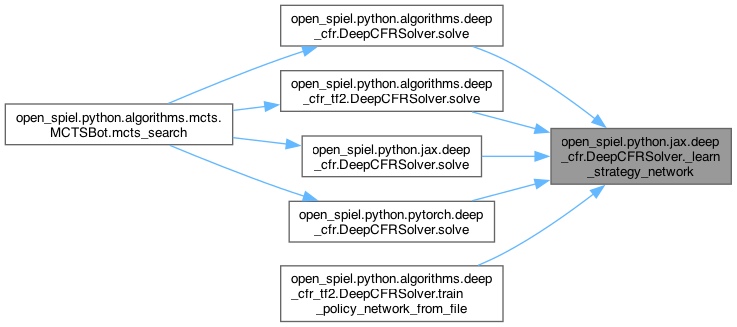 open_spiel.python.algorithms.deep
_cfr.DeepCFRSolver.solve
open_spiel.python.algorithms.deep
_cfr_tf2.DeepCFRSolver.solve
open_spiel.python.algorithms.mcts.
MCTSBot.mcts_search
open_spiel.python.jax.deep
_cfr.DeepCFRSolver.solve
open_spiel.python.jax.deep
_cfr.DeepCFRSolver._learn
_strategy_network
open_spiel.python.pytorch.deep
_cfr.DeepCFRSolver.solve
open_spiel.python.algorithms.deep
_cfr_tf2.DeepCFRSolver.train
_policy_network_from_file